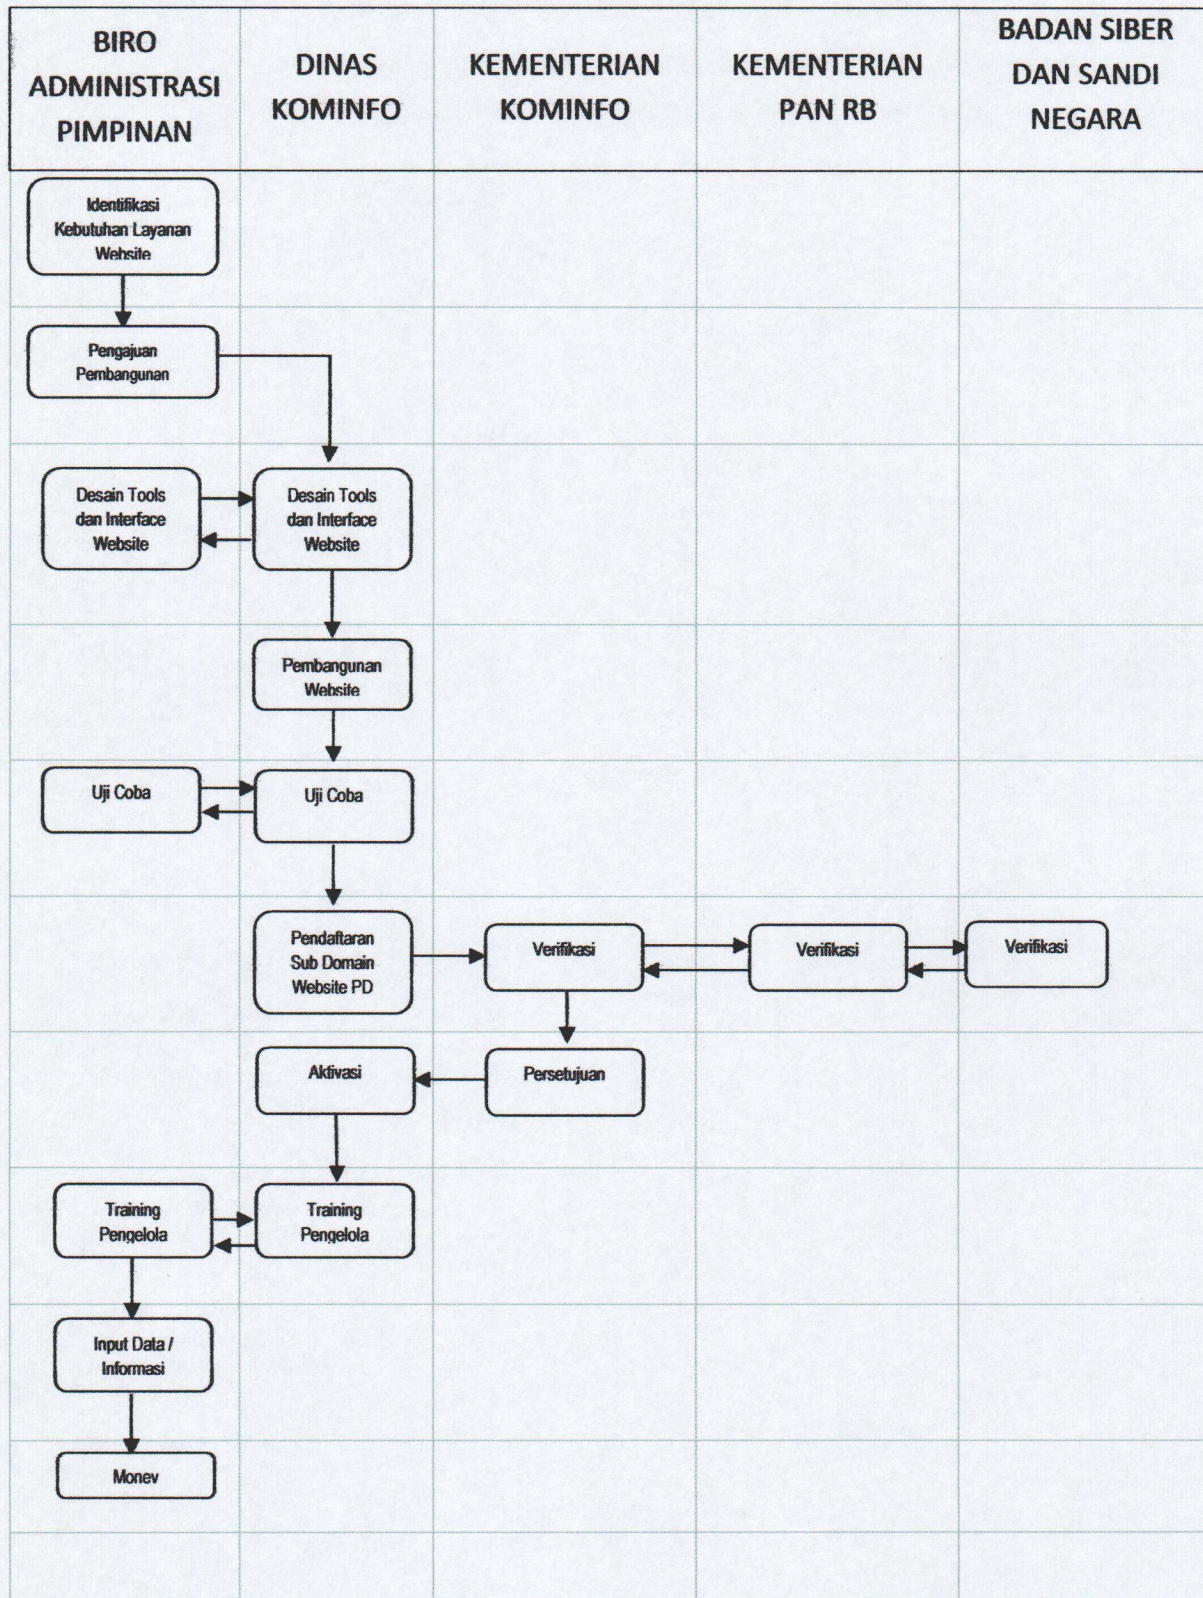 BIRO
ADMINISTRASI
PIMPINAN
DINAS
KOMINFO
KEMENTERIAN
KOMINFO
KEMENTERIAN
PAN RB
BADAN SIBER
DAN SANDI
NEGARA
Identifikasi
Kebutuhan Layanan
Website
Pengajuan
Pembangunan
Desain Tools
dan Interface
Website
Desain Tools
dan Interface
Website
Pembangunan
Website
Uji Coba
Uji Coba
Pendaftaran
Sub Domain
Website PD
Verifikasi
Verifikasi
Verifikasi
Aktivasi
Persetujuan
Training
Pengelola
Training
Pengelola
Input Data /
Informasi
Monev